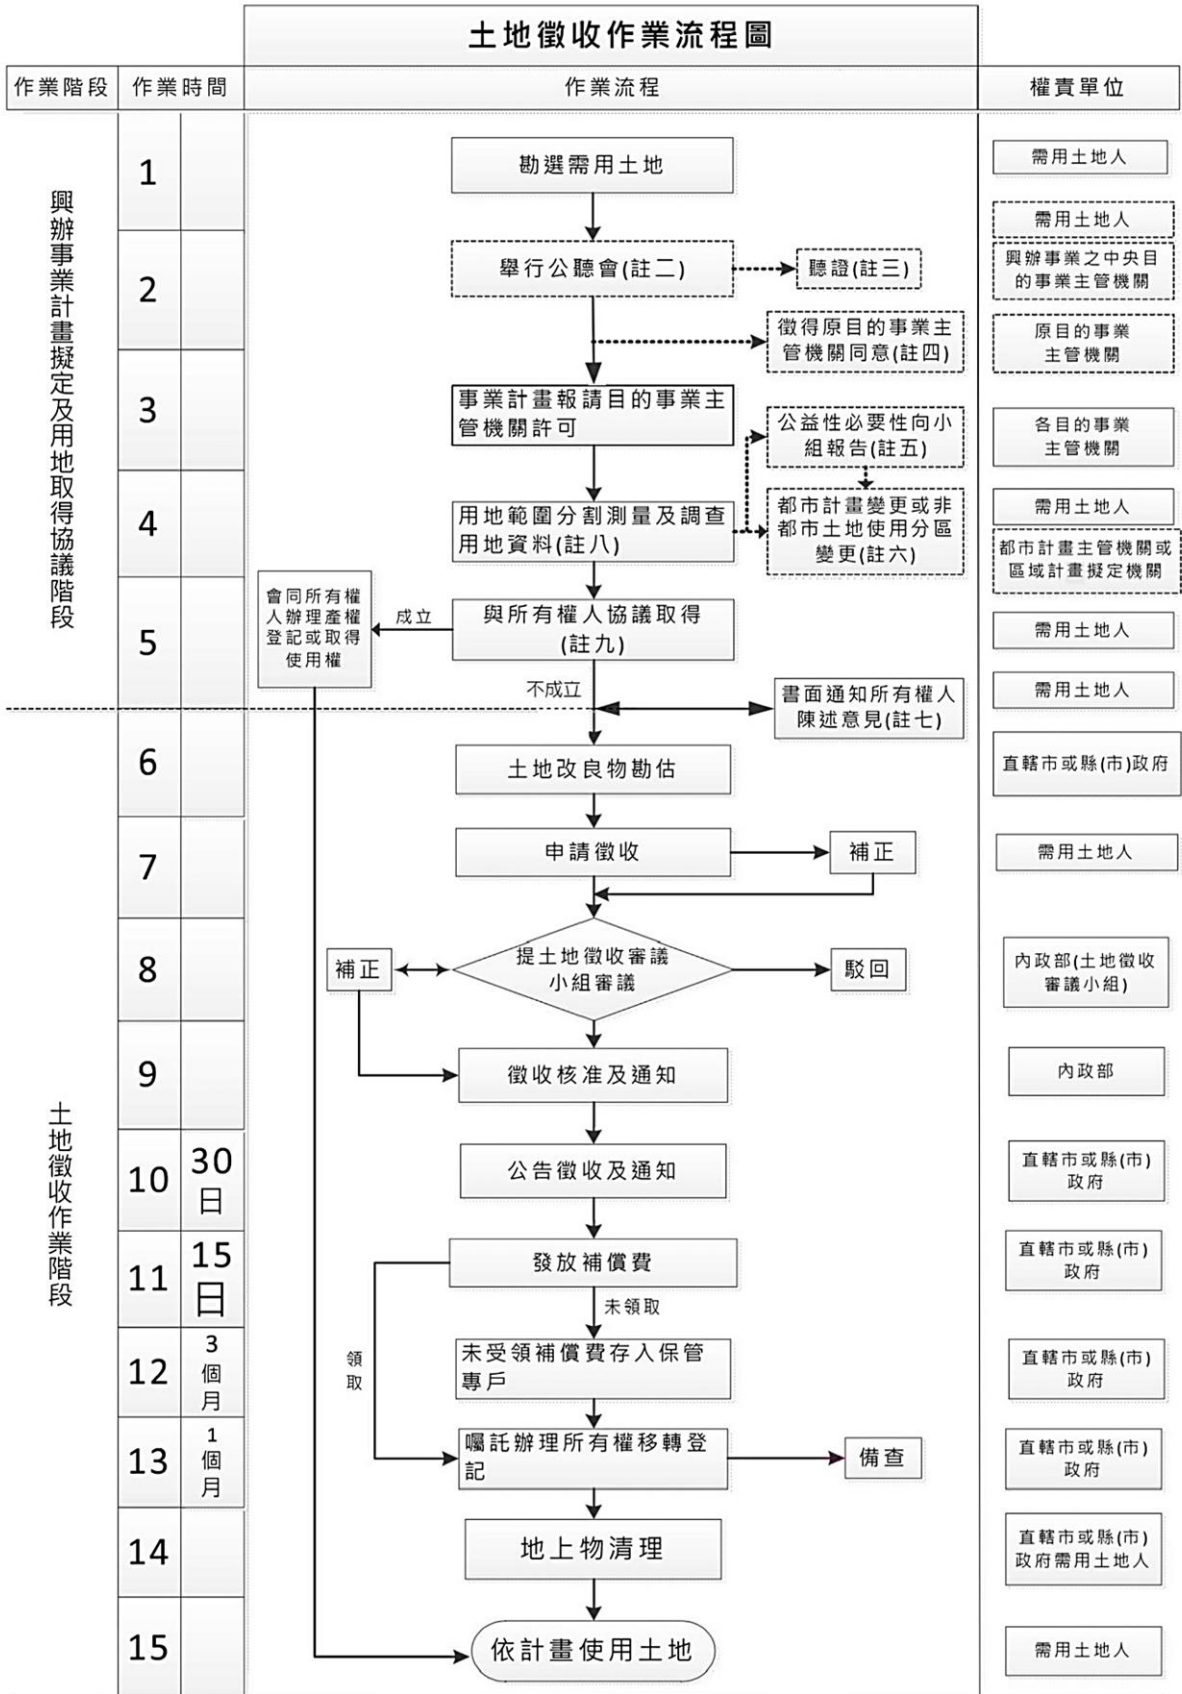 土地徵收作業流程圖
作業階段
作業時間
作業流程
權責單位
興辦事業計畫擬定及用地取得協議階段
1
勘選需用土地
需用土地人
需用土地人
2
舉行公聽會(註二)
聽證(註三)
興辦事業之中央目
的事業主管機關
徵得原目的事業主
管機關同意(註四)
原目的事業
主管機關
3
事業計畫報請目的事業主
管機關許可
公益性必要性向小
組報告(註五)
各目的事業
主管機關
4
用地範圍分割測量及調查
用地資料(註八)
都市計畫變更或非
都市土地使用分區
變更(註六)
需用土地人
都市計畫主管機關或
區域計畫擬定機關
5
會同所有權
人辦理產權
登記或取得
使用權
成立
與所有權人協議取得
(註九)
需用土地人
不成立
書面通知所有權人
陳述意見(註七)
需用土地人
土地徵收作業階段
6
土地改良物勘估
直轄市或縣(市)政府
7
申請徵收
補正
需用土地人
8
補正
提土地徵收審議
小組審議
駁回
內政部(土地徵收
審議小組)
9
徵收核准及通知
內政部
10
30
日
公告徵收及通知
直轄市或縣(市)
政府
11
15
日
發放補償費
直轄市或縣(市)
政府
未領取
領
取
12
3
個
月
未受領補償費存入保管
專戶
直轄市或縣(市)
政府
13
1
個
月
囑託辦理所有權移轉登
記
備查
直轄市或縣(市)
政府
14
地上物清理
直轄市或縣(市)
政府需用土地人
15
依計畫使用土地
需用土地人